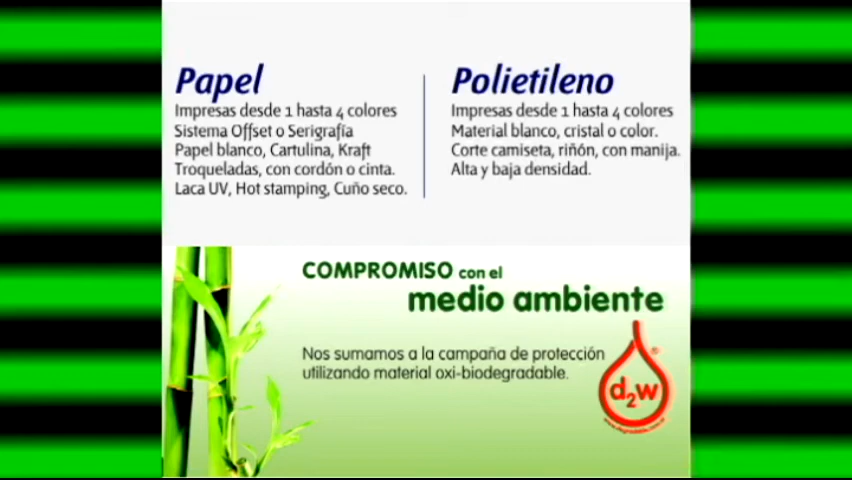 Papel
Impresas desde 1 hasta 4 colores
Sistema Offset o Serigrafía
Papel blanco, Cartulina, Kraft
Troqueladas, con cordón o cinta.
Laca UV, Hot stamping, Cuño seco.
Polietileno
Impresas desde 1 hasta 4 colores
Material blanco, cristal o color.
Corte camiseta, riñón, con manija.
Alta y baja densidad.
COMPROMISO con el
medio ambiente
Nos sumamos a la campaña de protección
utilizando material oxi-biodegradable.
d2w
®